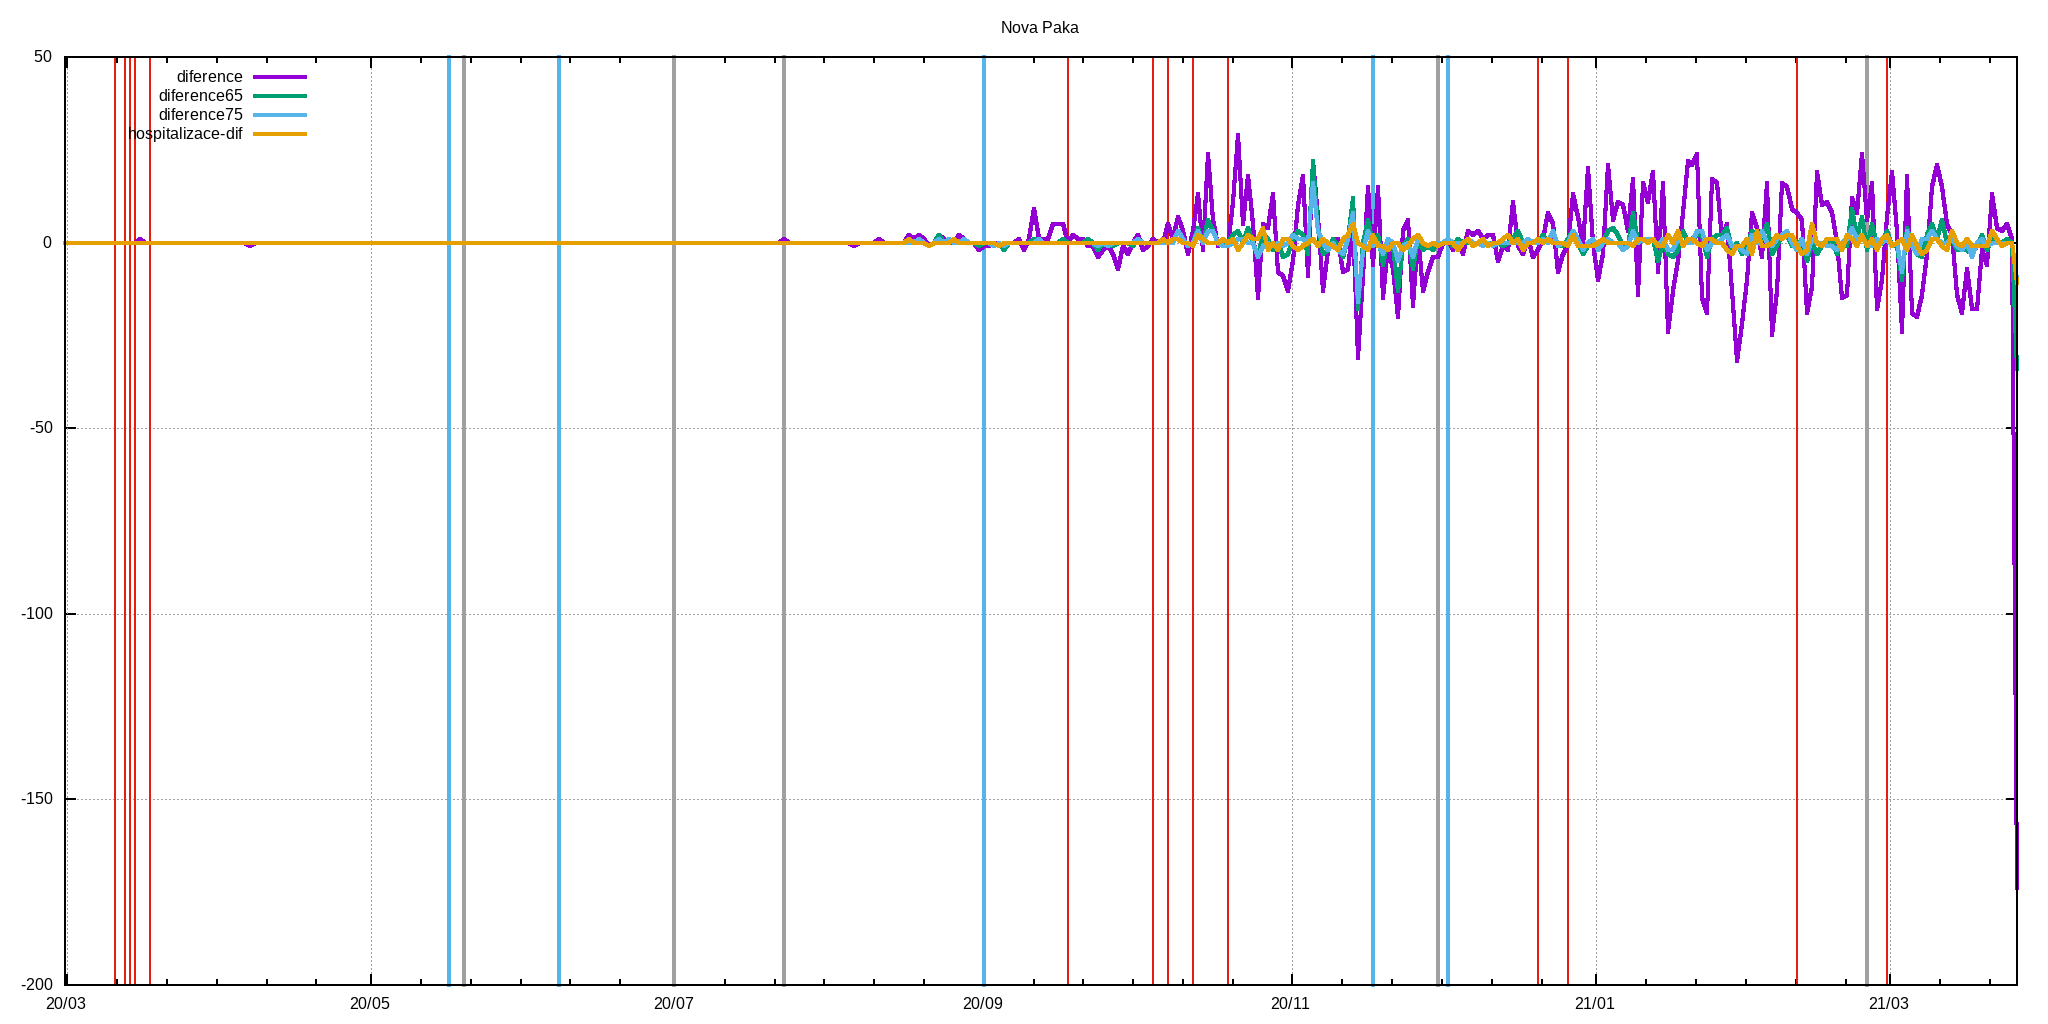 Nova Paka
50
diference
diference65
diference75
hospitalizace-dif
0
-50
-100
-150
-200
20/03 20/05 20/07 20/09 20/11 21/01 21/03